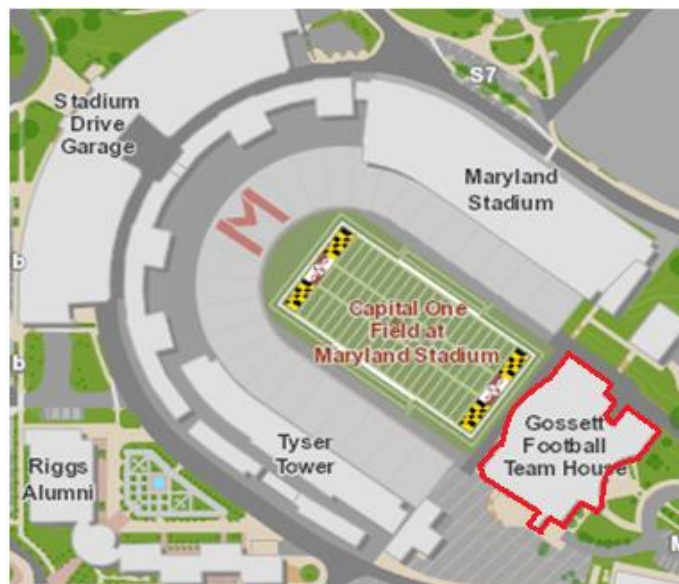 S7
Stadium
Drive
Garage
Maryland
Stadium
M
b
Capital One
Field at
Maryland Stadium
b
Gossett
Football
Team House
Tyser
Tower
Riggs
Alumni
M